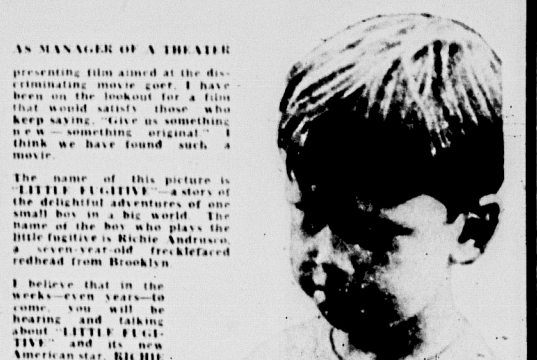 AS MANAGER OF A THEATER
presenting film aimed at the dis-
criminating movie goer, I have
been on the lookout for a film
that would satisfy those who
keep saying, "Give us something
new—something original." I
think we have found such a
movie.
The name of this picture is
"LITTLE FUGITIVE"—a story of
the delightful adventures of one
small boy in a big world. The
name of the boy who plays the
little fugitive is Richie Andrusco,
a seven-year-old frecklefaced
redhead from Brooklyn.
I believe that in the
weeks—even years—to
come, you will be
hearing and talking
about "LITTLE FUGI-
TIVE" and its new
American star, RICHIE